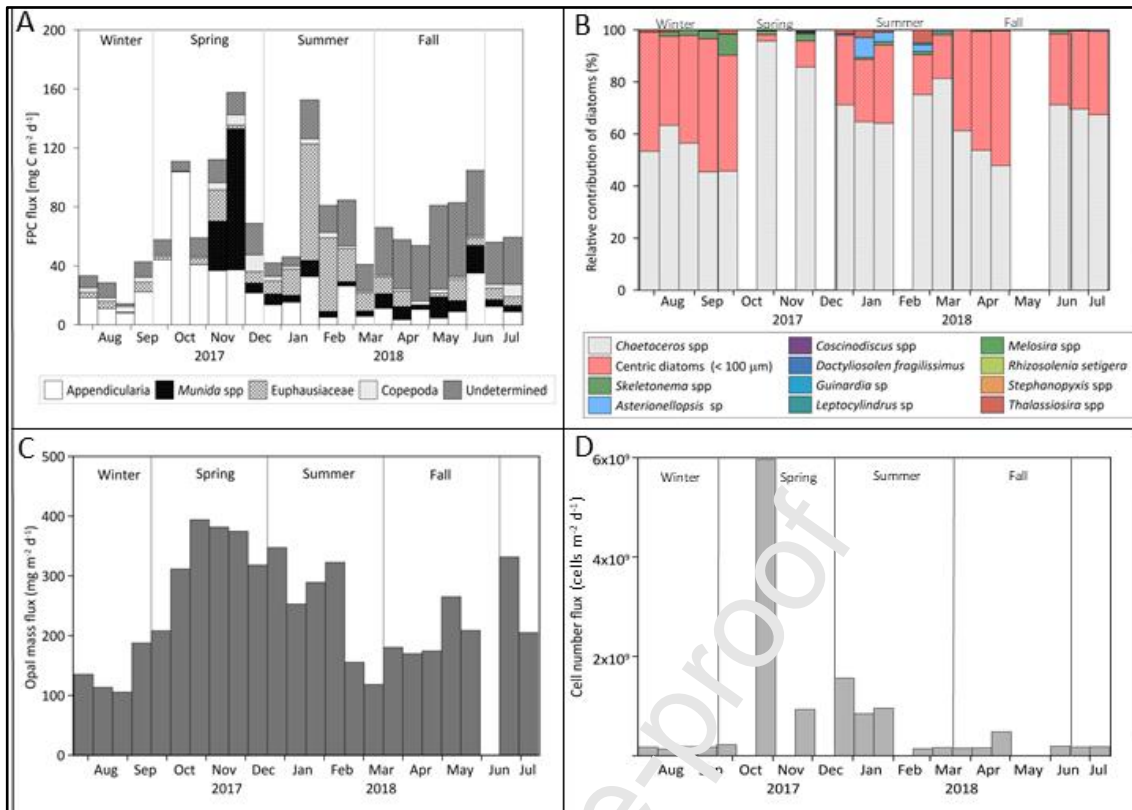 A
200
160
120
80
40
0
FPC flux [mg C m⁻² d⁻¹)
Winter Spring Summer Fall
Aug Sep Oct Nov Dec Jan Feb Mar Apr May Jun Jul
2017 2018
Appendicularia Munida spp Euphausiaceae Copepoda Undetermined
B
100
80
60
40
20
0
Relative contribution of diatoms (%)
Winter Spring Summer Fall
Aug Sep Oct Nov Dec Jan Feb Mar Apr May Jun Jul
2017 2018
Chaetoceros spp Coscinodiscus spp Melosira spp
Centric diatoms (< 100 μm) Dactyliosolen fragilissimus Rhizosolenia setigera
Skeletonema spp Guinardia sp Stephanopyxis spp
Asterionellopsis sp Leptocylindrus sp Thalassiosira spp
C
500
400
300
200
100
0
Opal mass flux (mg m⁻² d⁻¹)
Winter Spring Summer Fall
Aug Sep Oct Nov Dec Jan Feb Mar Apr May Jun Jul
2017 2018
D
6x10⁹
4x10⁹
2x10⁹
Cell number flux (cells m⁻² d⁻¹)
Winter Spring Summer Fall
Aug Sep Oct Nov Dec Jan Feb Mar Apr May Jun Jul
2017 2018
e-proof